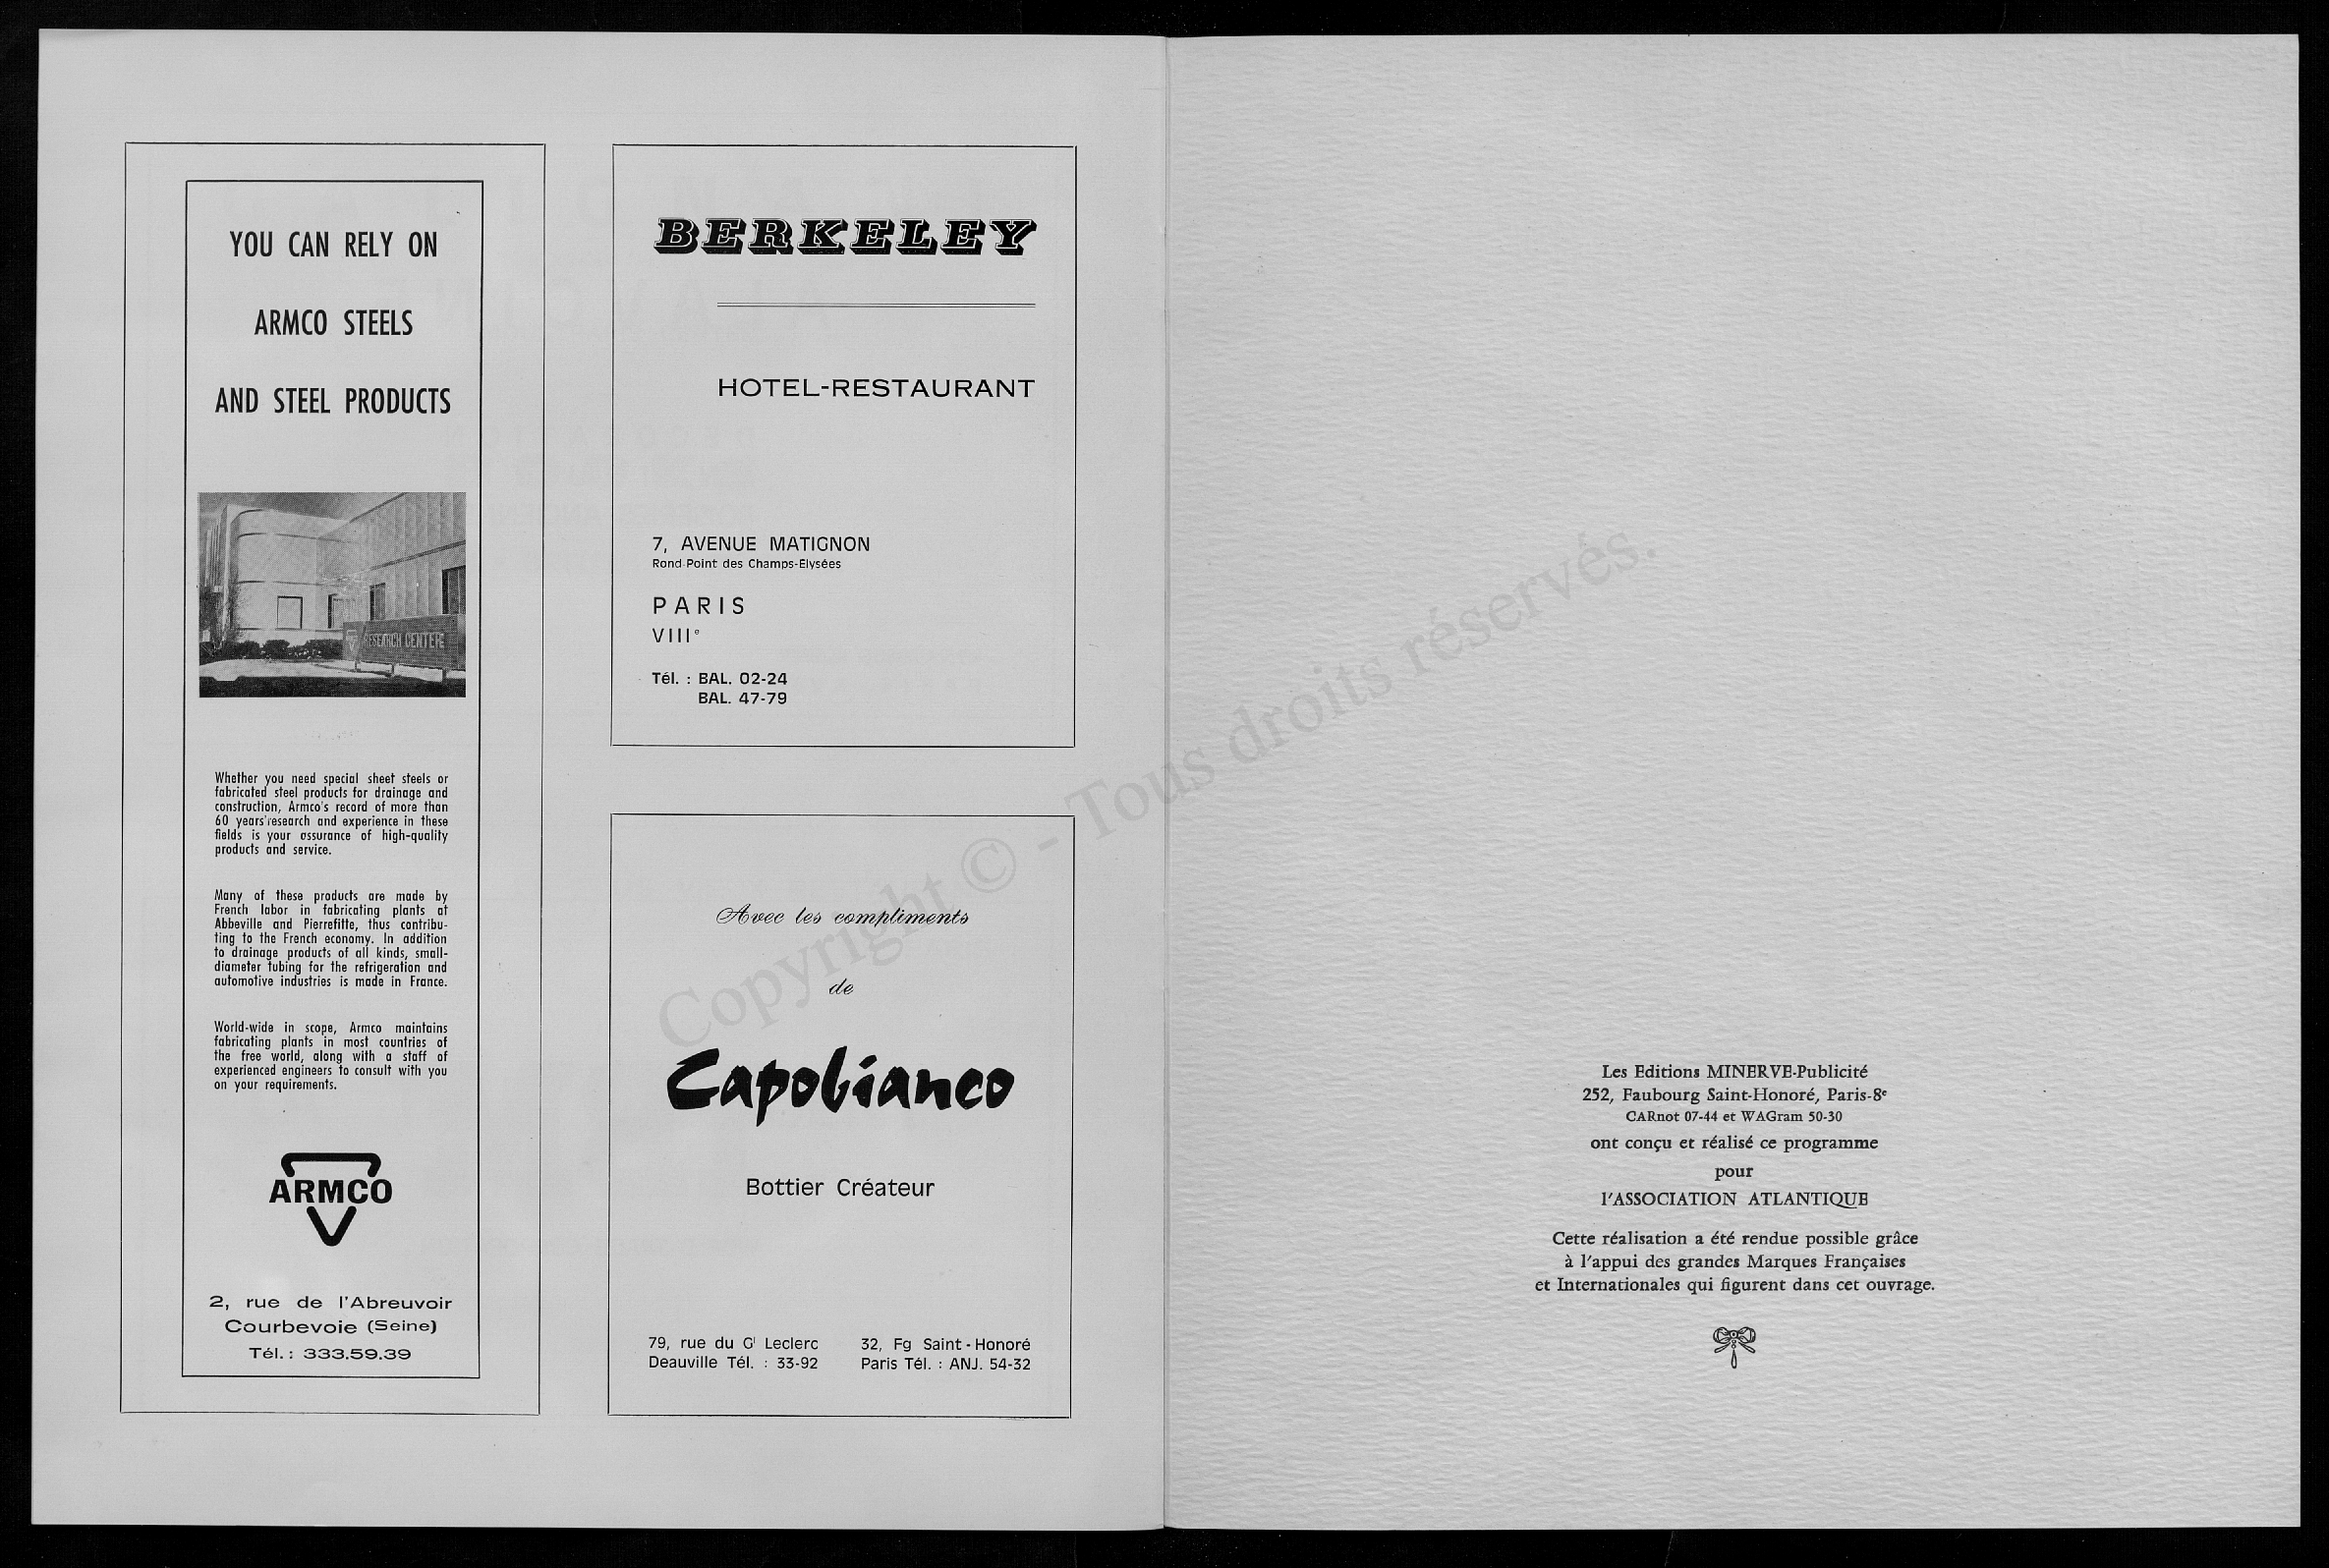 YOU CAN RELY ON
ARMCO STEELS
AND STEEL PRODUCTS
RESEARCH CENTER
Whether you need special sheet steels or
fabricated steel products for drainage and
construction, Armco's record of more than
60 years'research and experience in these
fields is your assurance of high-quality
products and service.
Many of these products are made by
French labor in fabricating plants at
Abbeville and Pierrefitte, thus contribu-
ting to the French economy. In addition
to drainage products of all kinds, small-
diameter tubing for the refrigeration and
automotive industries is made in France.
World-wide in scope, Armco maintains
fabricating plants in most countries of
the free world, along with a staff of
experienced engineers to consult with you
on your requirements.
ARMCO
2, rue de l'Abreuvoir
Courbevoie (Seine)
Tél. : 333.59.39
BERKELEY
HOTEL-RESTAURANT
7, AVENUE MATIGNON
Rond-Point des Champs-Elysées
PARIS
VIIIe
Tél. : BAL. 02-24
BAL. 47-79
Avec les compliments
de
Capobianco
Bottier Créateur
79, rue du Gl Leclerc
Deauville Tél. : 33-92
32, Fg Saint-Honoré
Paris Tél. : ANJ. 54-32
Copyright © - Tous droits réservés.
Les Editions MINERVE-Publicité
252, Faubourg Saint-Honoré, Paris-8e
CARnot 07-44 et WAGram 50-30
ont conçu et réalisé ce programme
pour
l'ASSOCIATION ATLANTIQUE
Cette réalisation a été rendue possible grâce
à l'appui des grandes Marques Françaises
et Internationales qui figurent dans cet ouvrage.